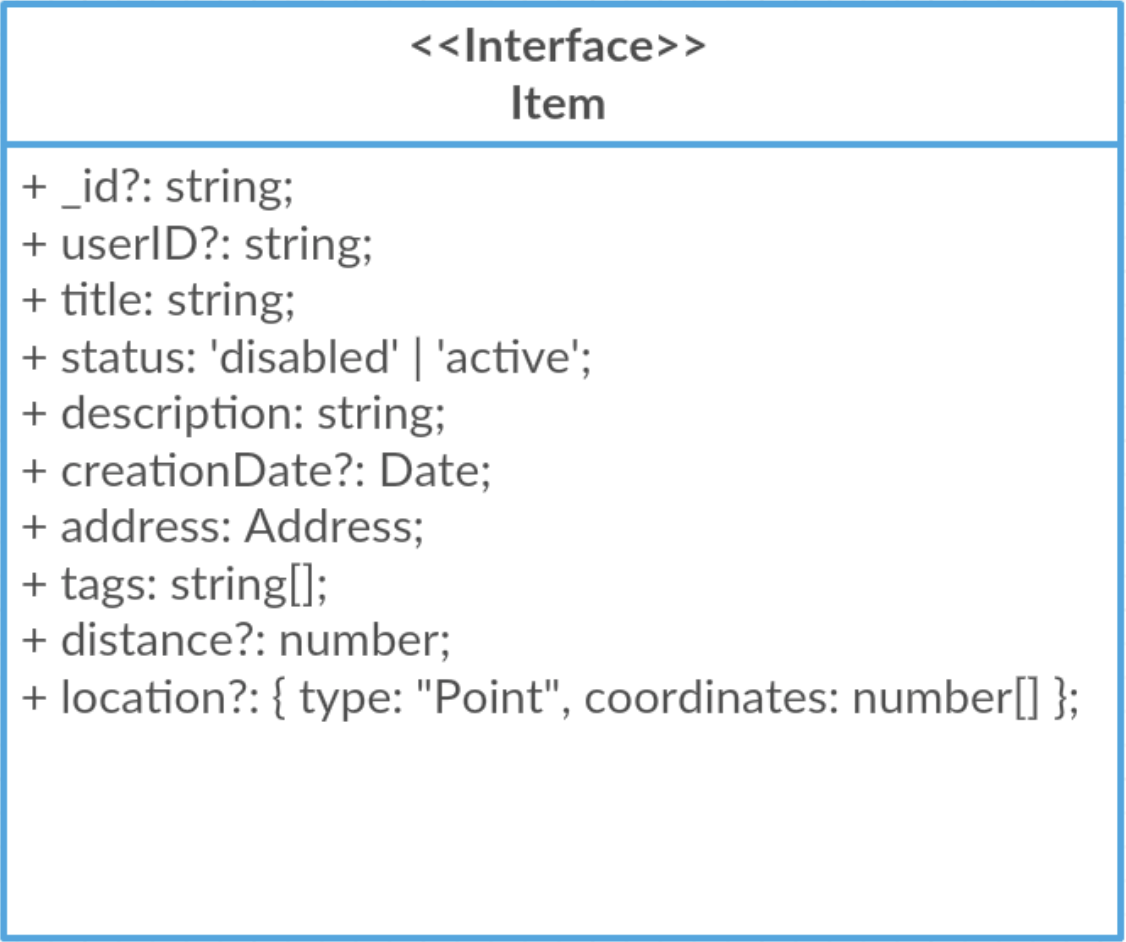 <<Interface>>
Item
+ _id?: string;
+ userID?: string;
+ title: string;
+ status: 'disabled' | 'active';
+ description: string;
+ creationDate?: Date;
+ address: Address;
+ tags: string[];
+ distance?: number;
+ location?: { type: "Point", coordinates: number[] };